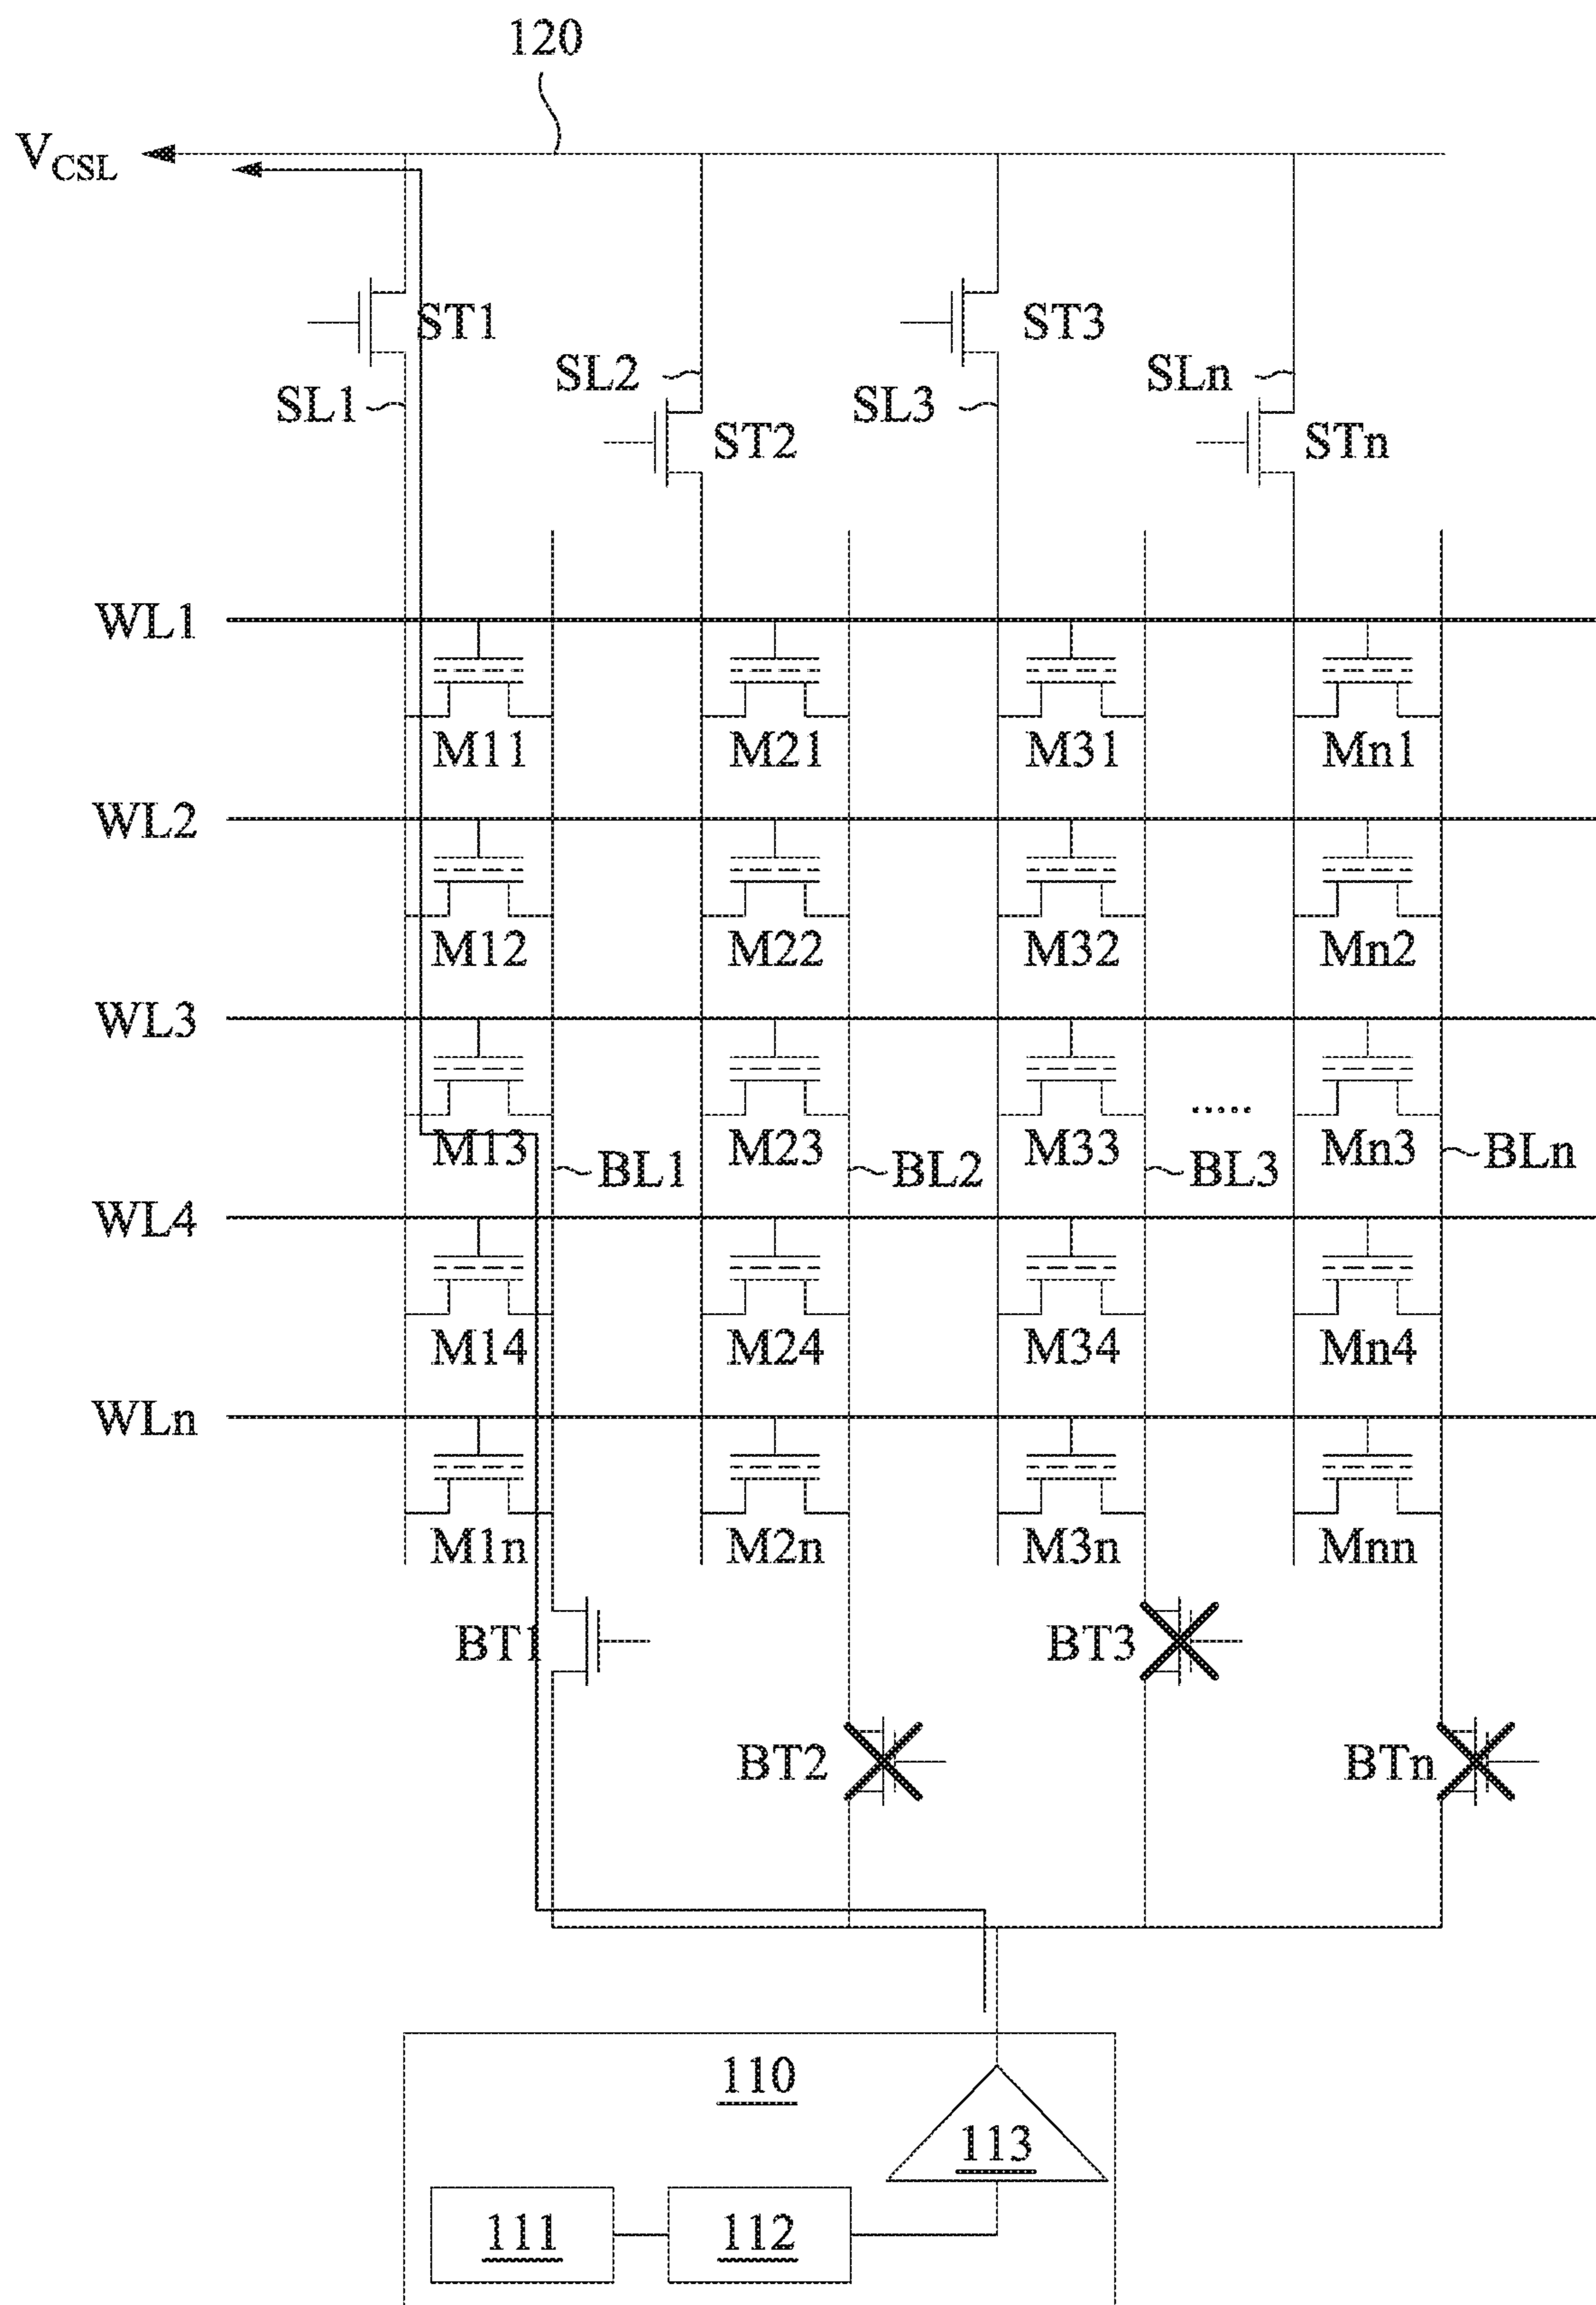 120
VCSL
ST1 ST3
SL2 SLn
SL1 SL3
ST2 STn
WL1
M11 M21 M31 Mn1
WL2
M12 M22 M32 Mn2
WL3
.....
M13 M23 M33 Mn3
BL1 BL2 BL3 BLn
WL4
M14 M24 M34 Mn4
WLn
M1n M2n M3n Mnn
BT1 BT3
BT2 BTn
110
113
111 112